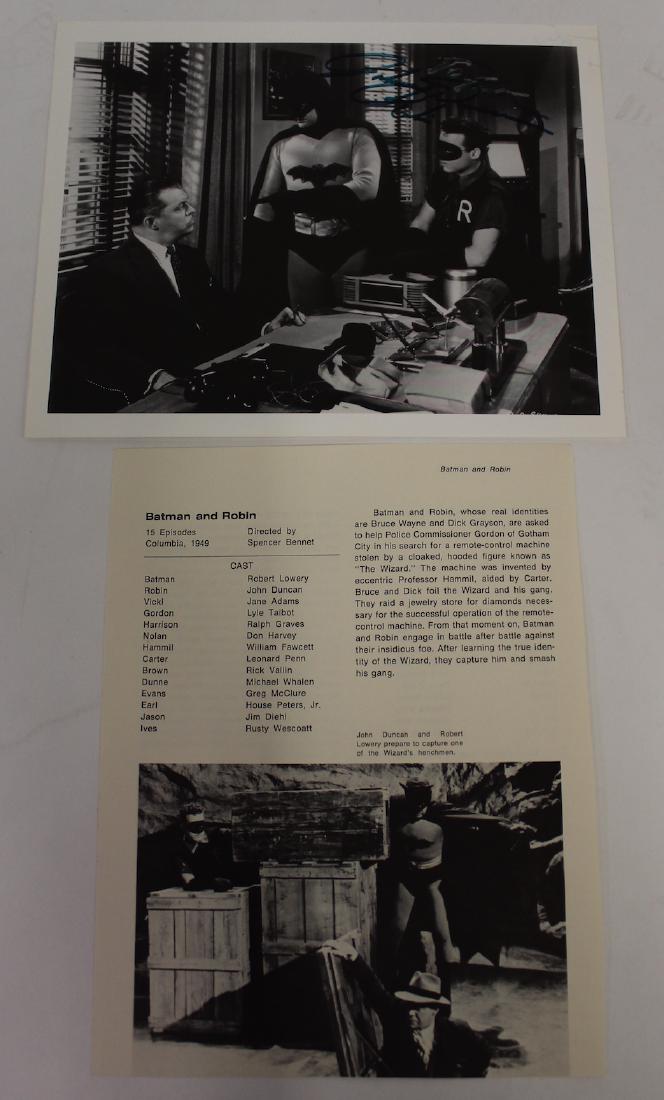 R
Batman and Robin
Batman and Robin
15 Episodes
Columbia, 1949
Directed by
Spencer Bennet
CAST
Batman Robert Lowery
Robin John Duncan
Vicki Jane Adams
Gordon Lyle Talbot
Harrison Ralph Graves
Nolan Don Harvey
Hammil William Fawcett
Carter Leonard Penn
Brown Rick Vallin
Dunne Michael Whalen
Evans Greg McClure
Earl House Peters, Jr.
Jason Jim Diehl
Ives Rusty Wescoatt
Batman and Robin, whose real identities
are Bruce Wayne and Dick Grayson, are asked
to help Police Commissioner Gordon of Gotham
City in his search for a remote-control machine
stolen by a cloaked, hooded figure known as
"The Wizard." The machine was invented by
eccentric Professor Hammil, aided by Carter.
Bruce and Dick foil the Wizard and his gang.
They raid a jewelry store for diamonds neces-
sary for the successful operation of the remote-
control machine. From that moment on, Batman
and Robin engage in battle after battle against
their insidious foe. After learning the true iden-
tity of the Wizard, they capture him and smash
his gang.
John Duncan and Robert
Lowery prepare to capture one
of the Wizard's henchmen.